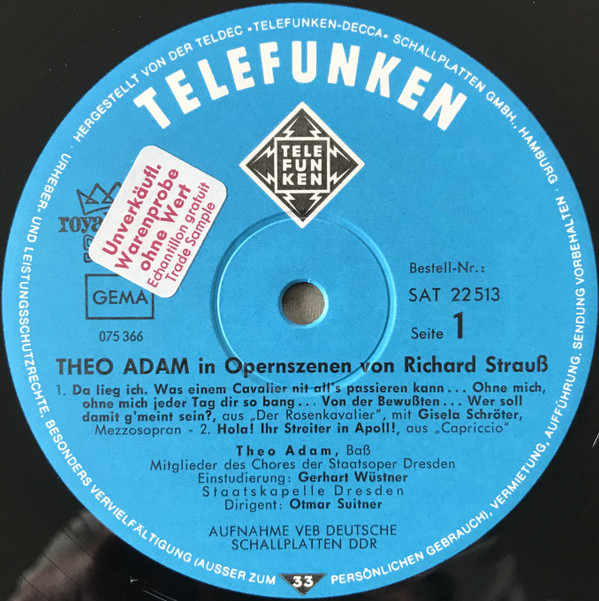 · HERGESTELLT VON DER TELDEC »TELEFUNKEN-DECCA« SCHALLPLATTEN GMBH., HAMBURG · URHEBER- UND LEISTUNGSSCHUTZRECHTE, BESONDERS VERVIELFÄLTIGUNG (AUSSER ZUM PERSÖNLICHEN GEBRAUCH), VERMIETUNG, AUFFÜHRUNG, SENDUNG VORBEHALTEN ·
TELEFUNKEN
TELE
FUN
KEN
roya
Unverkäufl.
Warenprobe
ohne Wert
Echantillon gratuit
Trade Sample
GEMA
075 366
Bestell-Nr.:
SAT 22 513
Seite 1
THEO ADAM in Opernszenen von Richard Strauß
1. Da lieg ich. Was einem Cavalier nit all's passieren kann... Ohne mich,
ohne mich jeder Tag dir so bang... Von der Bewußten... Wer soll
damit g'meint sein?, aus „Der Rosenkavalier", mit Gisela Schröter,
Mezzosopran - 2. Hola! Ihr Streiter in Apoll!, aus „Capriccio"
Theo Adam, Baß
Mitglieder des Chores der Staatsoper Dresden
Einstudierung: Gerhart Wüstner
Staatskapelle Dresden
Dirigent: Otmar Suitner
AUFNAHME VEB DEUTSCHE
SCHALLPLATTEN DDR
33